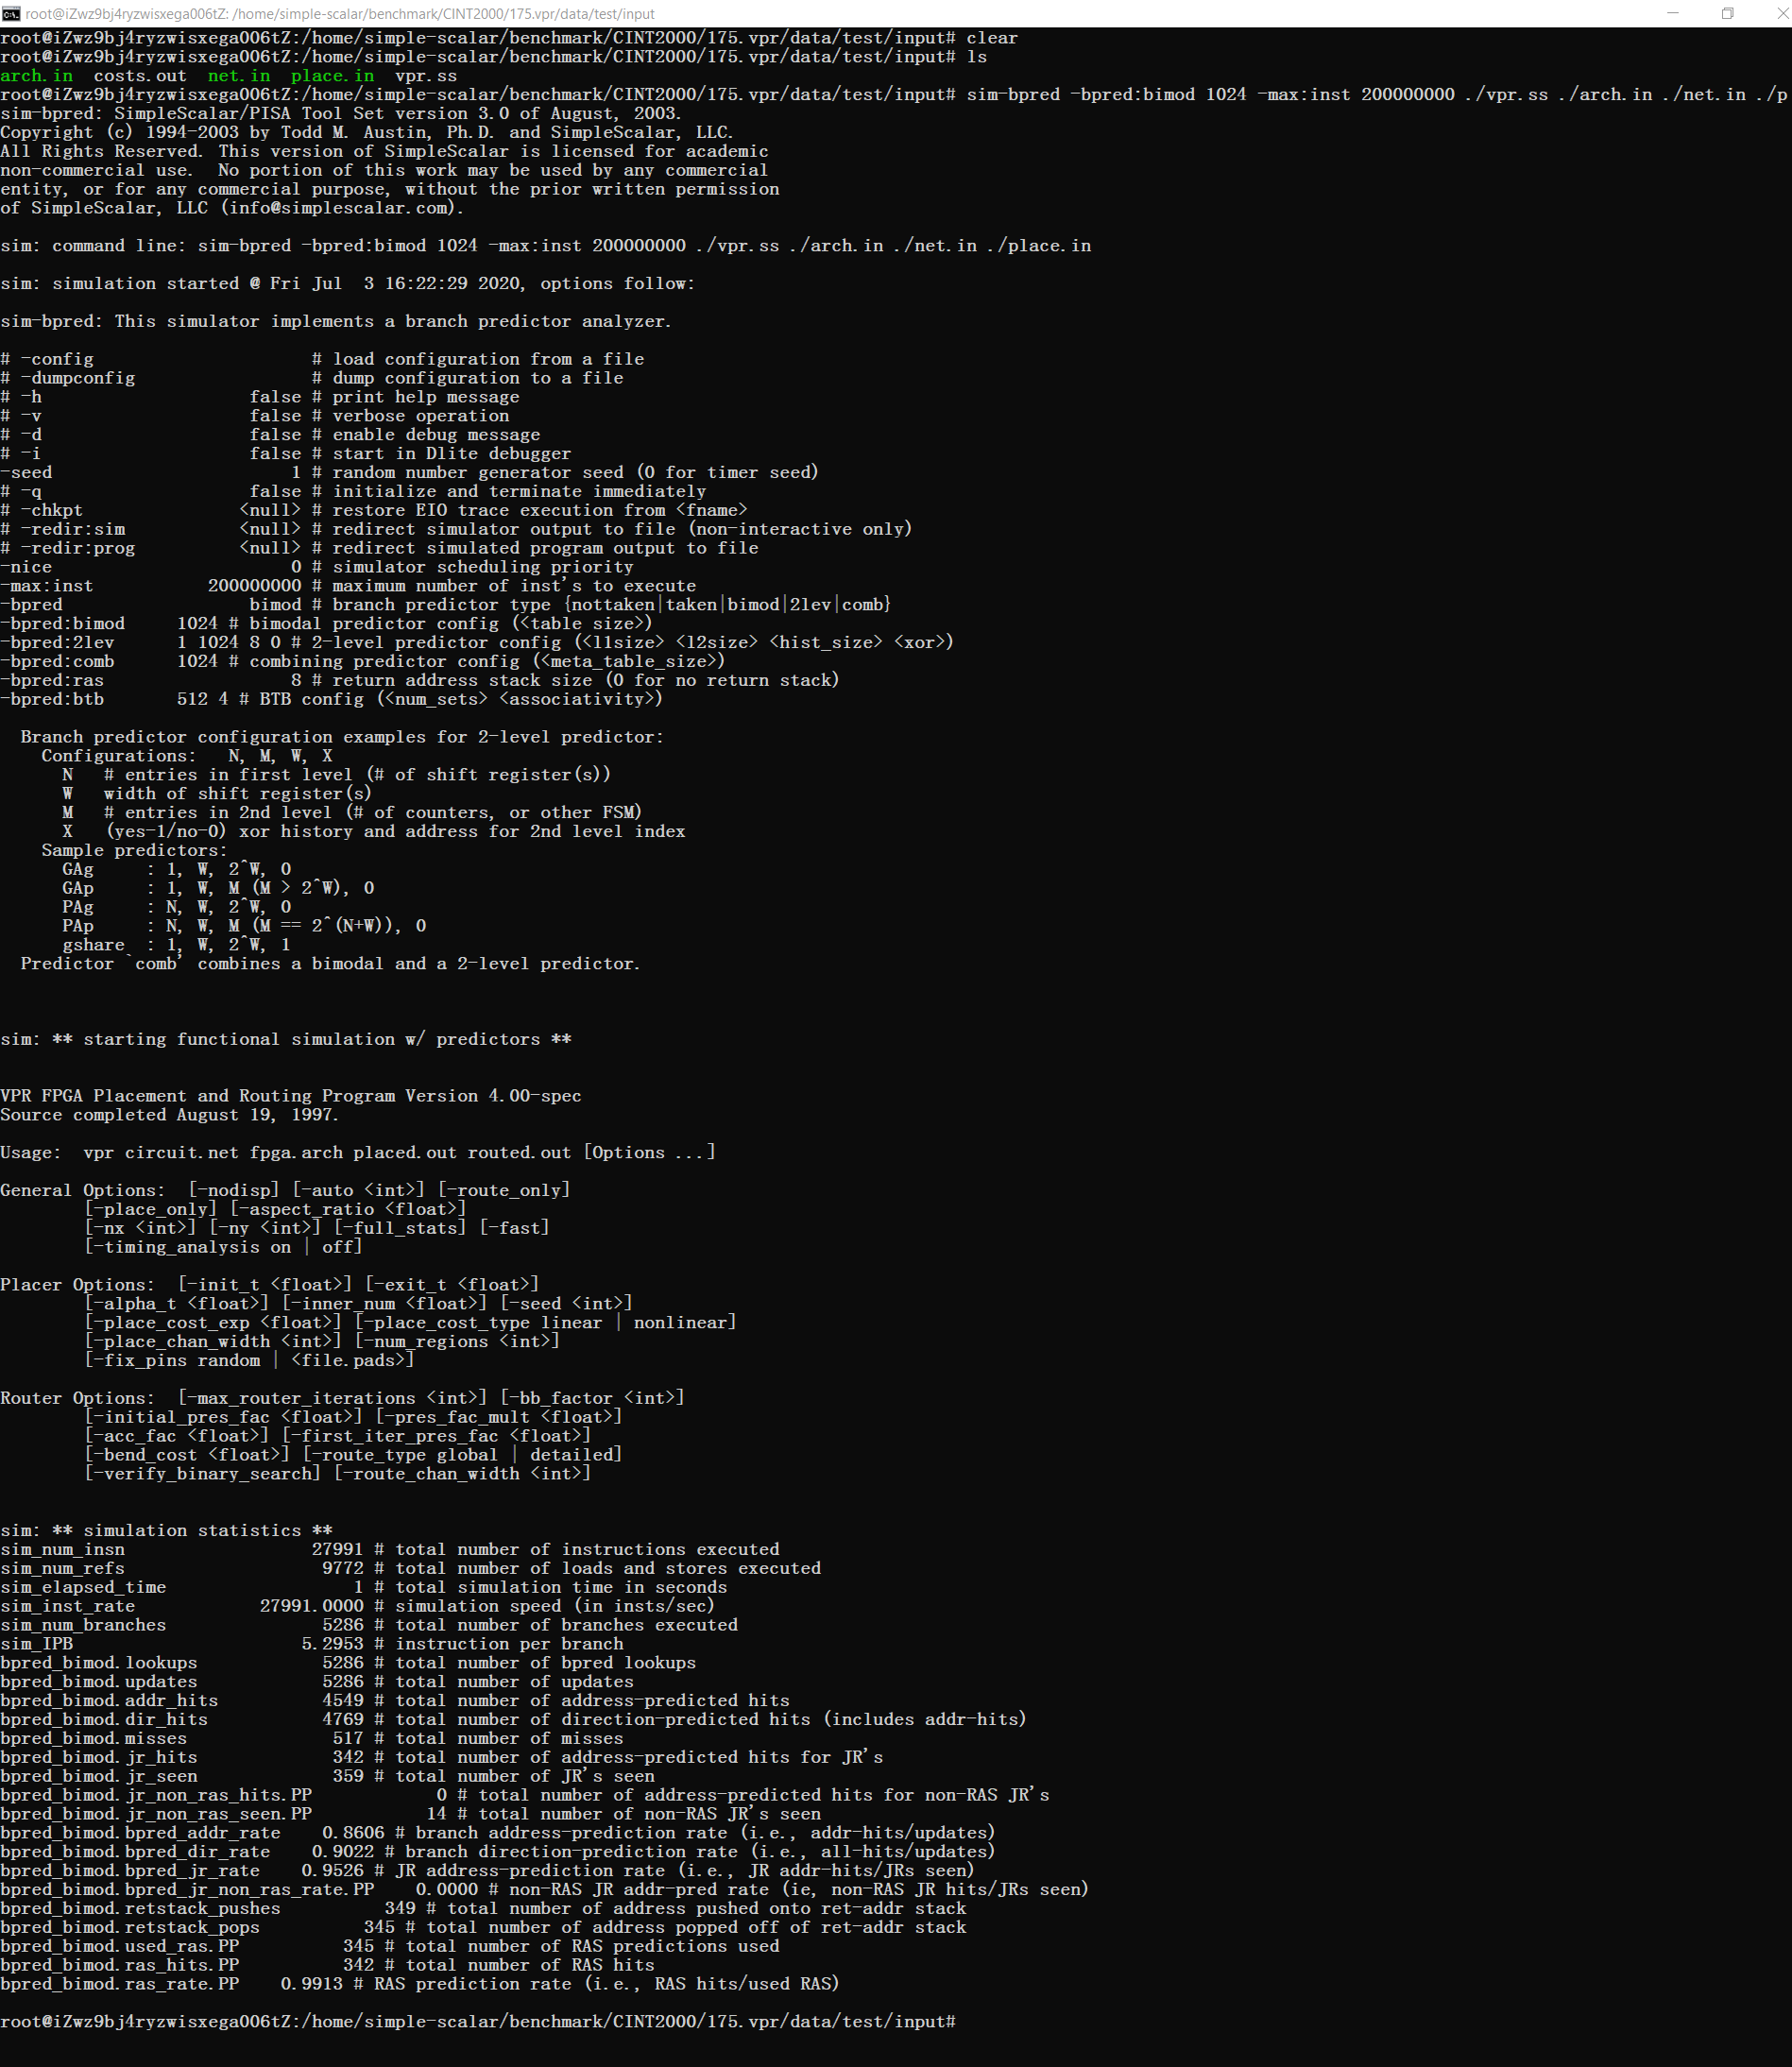 root@iZwz9bj4ryzwisxega006tZ: /home/simple-scalar/benchmark/CINT2000/175.vpr/data/test/input
root@iZwz9bj4ryzwisxega006tZ:/home/simple-scalar/benchmark/CINT2000/175.vpr/data/test/input# clear
root@iZwz9bj4ryzwisxega006tZ:/home/simple-scalar/benchmark/CINT2000/175.vpr/data/test/input# ls
arch.in  costs.out  net.in  place.in  vpr.ss
root@iZwz9bj4ryzwisxega006tZ:/home/simple-scalar/benchmark/CINT2000/175.vpr/data/test/input# sim-bpred -bpred:bimod 1024 -max:inst 200000000 ./vpr.ss ./arch.in ./net.in ./p
sim-bpred: SimpleScalar/PISA Tool Set version 3.0 of August, 2003.
Copyright (c) 1994-2003 by Todd M. Austin, Ph.D. and SimpleScalar, LLC.
All Rights Reserved. This version of SimpleScalar is licensed for academic
non-commercial use.  No portion of this work may be used by any commercial
entity, or for any commercial purpose, without the prior written permission
of SimpleScalar, LLC (info@simplescalar.com).
sim: command line: sim-bpred -bpred:bimod 1024 -max:inst 200000000 ./vpr.ss ./arch.in ./net.in ./place.in
sim: simulation started @ Fri Jul  3 16:22:29 2020, options follow:
sim-bpred: This simulator implements a branch predictor analyzer.
# -config                     # load configuration from a file
# -dumpconfig                 # dump configuration to a file
# -h                    false # print help message
# -v                    false # verbose operation
# -d                    false # enable debug message
# -i                    false # start in Dlite debugger
-seed                       1 # random number generator seed (0 for timer seed)
# -q                    false # initialize and terminate immediately
# -chkpt               <null> # restore EIO trace execution from <fname>
# -redir:sim           <null> # redirect simulator output to file (non-interactive only)
# -redir:prog          <null> # redirect simulated program output to file
-nice                       0 # simulator scheduling priority
-max:inst           200000000 # maximum number of inst's to execute
-bpred                  bimod # branch predictor type {nottaken|taken|bimod|2lev|comb}
-bpred:bimod     1024 # bimodal predictor config (<table size>)
-bpred:2lev      1 1024 8 0 # 2-level predictor config (<l1size> <l2size> <hist_size> <xor>)
-bpred:comb      1024 # combining predictor config (<meta_table_size>)
-bpred:ras                  8 # return address stack size (0 for no return stack)
-bpred:btb       512 4 # BTB config (<num_sets> <associativity>)
  Branch predictor configuration examples for 2-level predictor:
    Configurations:   N, M, W, X
      N   # entries in first level (# of shift register(s))
      W   width of shift register(s)
      M   # entries in 2nd level (# of counters, or other FSM)
      X   (yes-1/no-0) xor history and address for 2nd level index
    Sample predictors:
      GAg     : 1, W, 2^W, 0
      GAp     : 1, W, M (M > 2^W), 0
      PAg     : N, W, 2^W, 0
      PAp     : N, W, M (M == 2^(N+W)), 0
      gshare  : 1, W, 2^W, 1
  Predictor `comb' combines a bimodal and a 2-level predictor.
sim: ** starting functional simulation w/ predictors **
VPR FPGA Placement and Routing Program Version 4.00-spec
Source completed August 19, 1997.
Usage:  vpr circuit.net fpga.arch placed.out routed.out [Options ...]
General Options:  [-nodisp] [-auto <int>] [-route_only]
        [-place_only] [-aspect_ratio <float>]
        [-nx <int>] [-ny <int>] [-full_stats] [-fast]
        [-timing_analysis on | off]
Placer Options:  [-init_t <float>] [-exit_t <float>]
        [-alpha_t <float>] [-inner_num <float>] [-seed <int>]
        [-place_cost_exp <float>] [-place_cost_type linear | nonlinear]
        [-place_chan_width <int>] [-num_regions <int>]
        [-fix_pins random | <file.pads>]
Router Options:  [-max_router_iterations <int>] [-bb_factor <int>]
        [-initial_pres_fac <float>] [-pres_fac_mult <float>]
        [-acc_fac <float>] [-first_iter_pres_fac <float>]
        [-bend_cost <float>] [-route_type global | detailed]
        [-verify_binary_search] [-route_chan_width <int>]
sim: ** simulation statistics **
sim_num_insn                  27991 # total number of instructions executed
sim_num_refs                   9772 # total number of loads and stores executed
sim_elapsed_time                  1 # total simulation time in seconds
sim_inst_rate            27991.0000 # simulation speed (in insts/sec)
sim_num_branches               5286 # total number of branches executed
sim_IPB                      5.2953 # instruction per branch
bpred_bimod.lookups            5286 # total number of bpred lookups
bpred_bimod.updates            5286 # total number of updates
bpred_bimod.addr_hits          4549 # total number of address-predicted hits
bpred_bimod.dir_hits           4769 # total number of direction-predicted hits (includes addr-hits)
bpred_bimod.misses              517 # total number of misses
bpred_bimod.jr_hits             342 # total number of address-predicted hits for JR's
bpred_bimod.jr_seen             359 # total number of JR's seen
bpred_bimod.jr_non_ras_hits.PP            0 # total number of address-predicted hits for non-RAS JR's
bpred_bimod.jr_non_ras_seen.PP           14 # total number of non-RAS JR's seen
bpred_bimod.bpred_addr_rate    0.8606 # branch address-prediction rate (i.e., addr-hits/updates)
bpred_bimod.bpred_dir_rate    0.9022 # branch direction-prediction rate (i.e., all-hits/updates)
bpred_bimod.bpred_jr_rate    0.9526 # JR address-prediction rate (i.e., JR addr-hits/JRs seen)
bpred_bimod.bpred_jr_non_ras_rate.PP    0.0000 # non-RAS JR addr-pred rate (ie, non-RAS JR hits/JRs seen)
bpred_bimod.retstack_pushes          349 # total number of address pushed onto ret-addr stack
bpred_bimod.retstack_pops          345 # total number of address popped off of ret-addr stack
bpred_bimod.used_ras.PP          345 # total number of RAS predictions used
bpred_bimod.ras_hits.PP          342 # total number of RAS hits
bpred_bimod.ras_rate.PP    0.9913 # RAS prediction rate (i.e., RAS hits/used RAS)
root@iZwz9bj4ryzwisxega006tZ:/home/simple-scalar/benchmark/CINT2000/175.vpr/data/test/input#